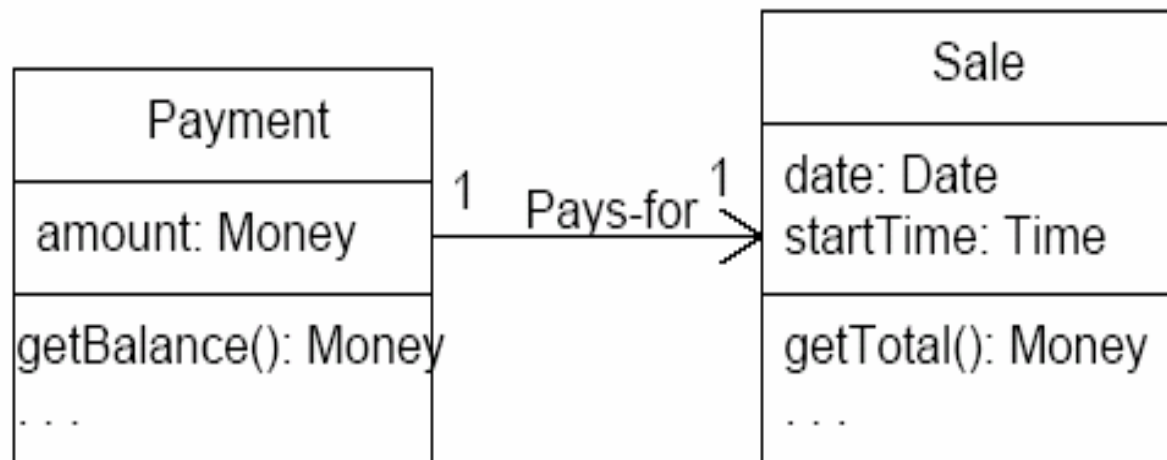 Payment
amount: Money
getBalance(): Money
. . .
1
Pays-for
1
Sale
date: Date
startTime: Time
getTotal(): Money
. . .